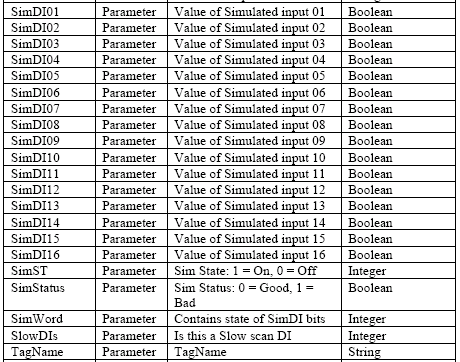 SimDI01 Parameter Value of Simulated input 01 Boolean
SimDI02 Parameter Value of Simulated input 02 Boolean
SimDI03 Parameter Value of Simulated input 03 Boolean
SimDI04 Parameter Value of Simulated input 04 Boolean
SimDI05 Parameter Value of Simulated input 05 Boolean
SimDI06 Parameter Value of Simulated input 06 Boolean
SimDI07 Parameter Value of Simulated input 07 Boolean
SimDI08 Parameter Value of Simulated input 08 Boolean
SimDI09 Parameter Value of Simulated input 09 Boolean
SimDI10 Parameter Value of Simulated input 10 Boolean
SimDI11 Parameter Value of Simulated input 11 Boolean
SimDI12 Parameter Value of Simulated input 12 Boolean
SimDI13 Parameter Value of Simulated input 13 Boolean
SimDI14 Parameter Value of Simulated input 14 Boolean
SimDI15 Parameter Value of Simulated input 15 Boolean
SimDI16 Parameter Value of Simulated input 16 Boolean
SimST Parameter Sim State: 1 = On, 0 = Off Integer
SimStatus Parameter Sim Status: 0 = Good, 1 = Boolean
Bad
SimWord Parameter Contains state of SimDI bits Integer
SlowDIs Parameter Is this a Slow scan DI Integer
TagName Parameter TagName String